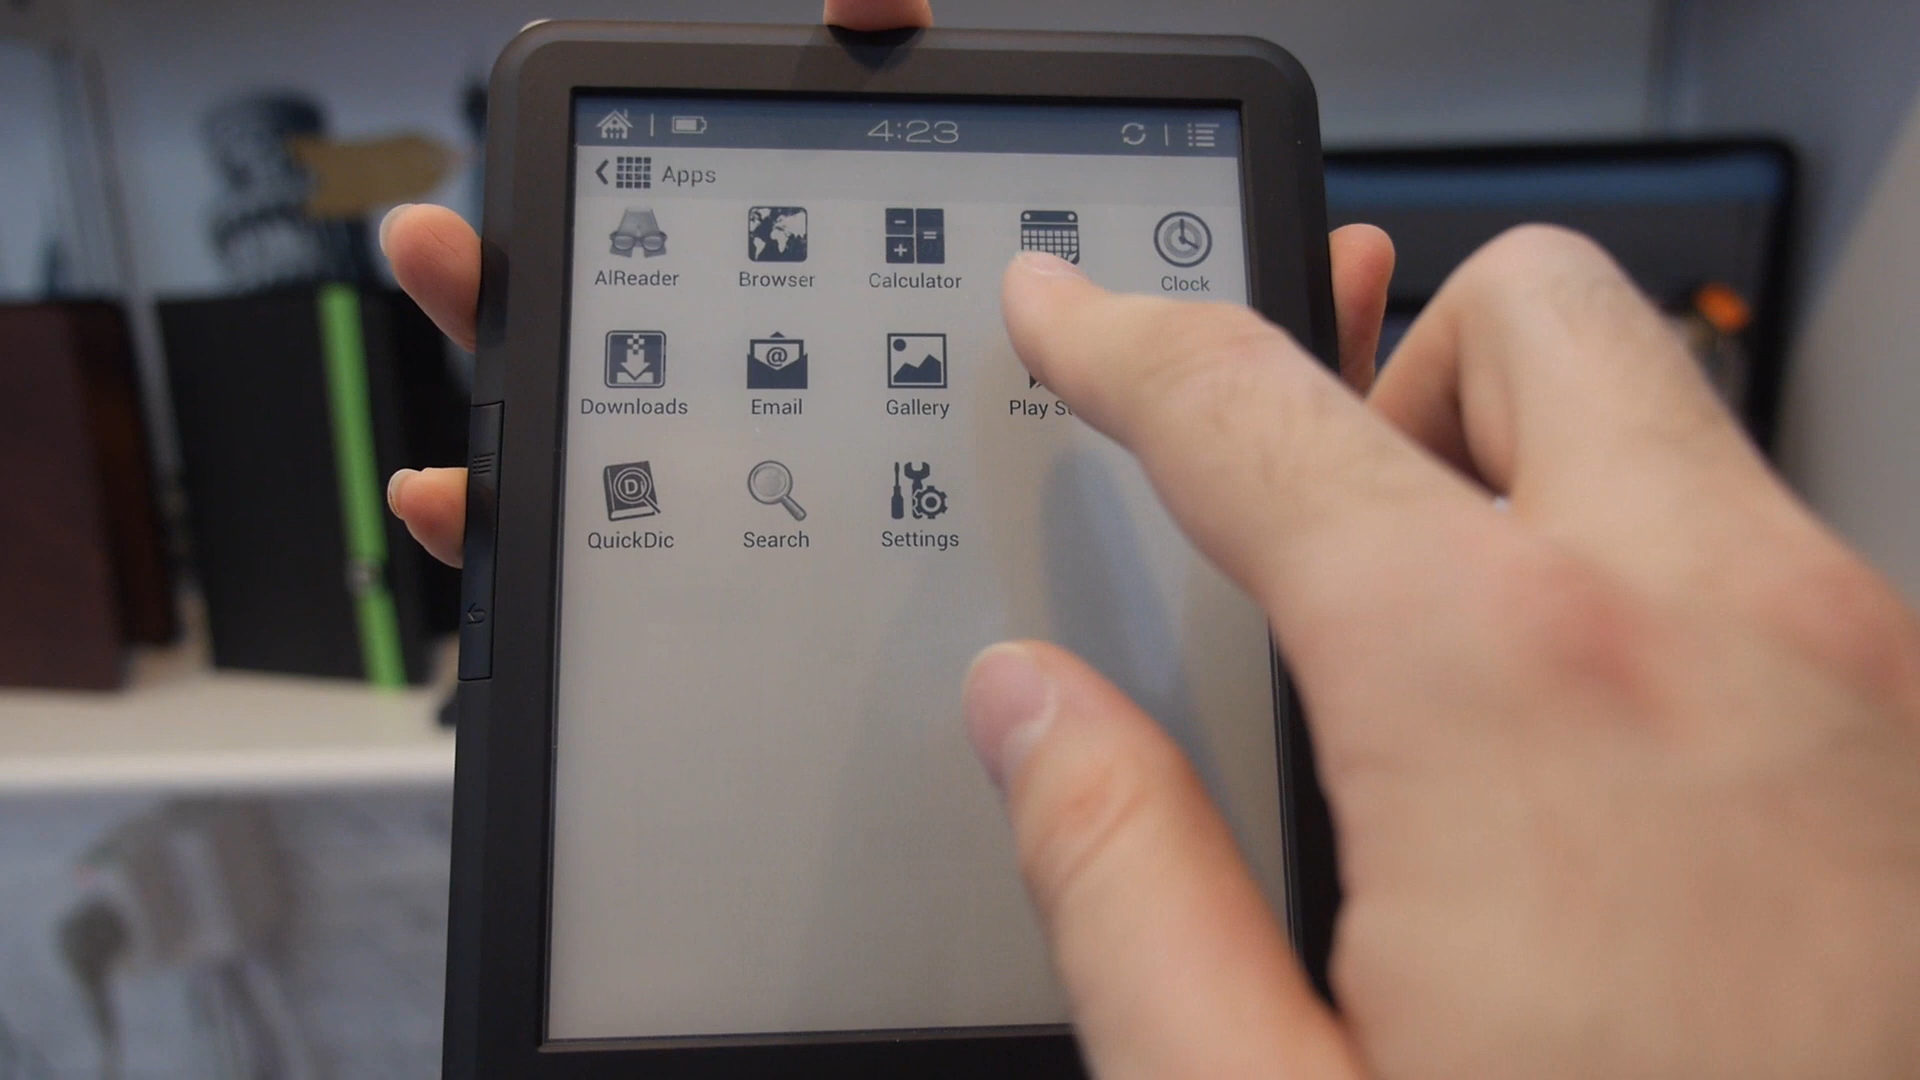 4:23
Apps
AlReader Browser Calculator Clock
Downloads Email Gallery Play
QuickDic Search Settings